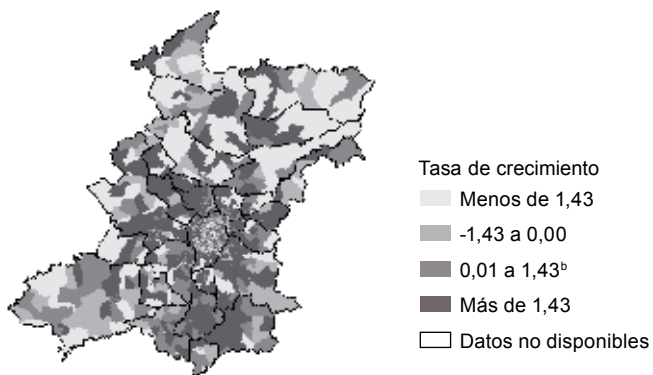 Tasa de crecimiento
Menos de 1,43
-1,43 a 0,00
0,01 a 1,43ᵇ
Más de 1,43
Datos no disponibles